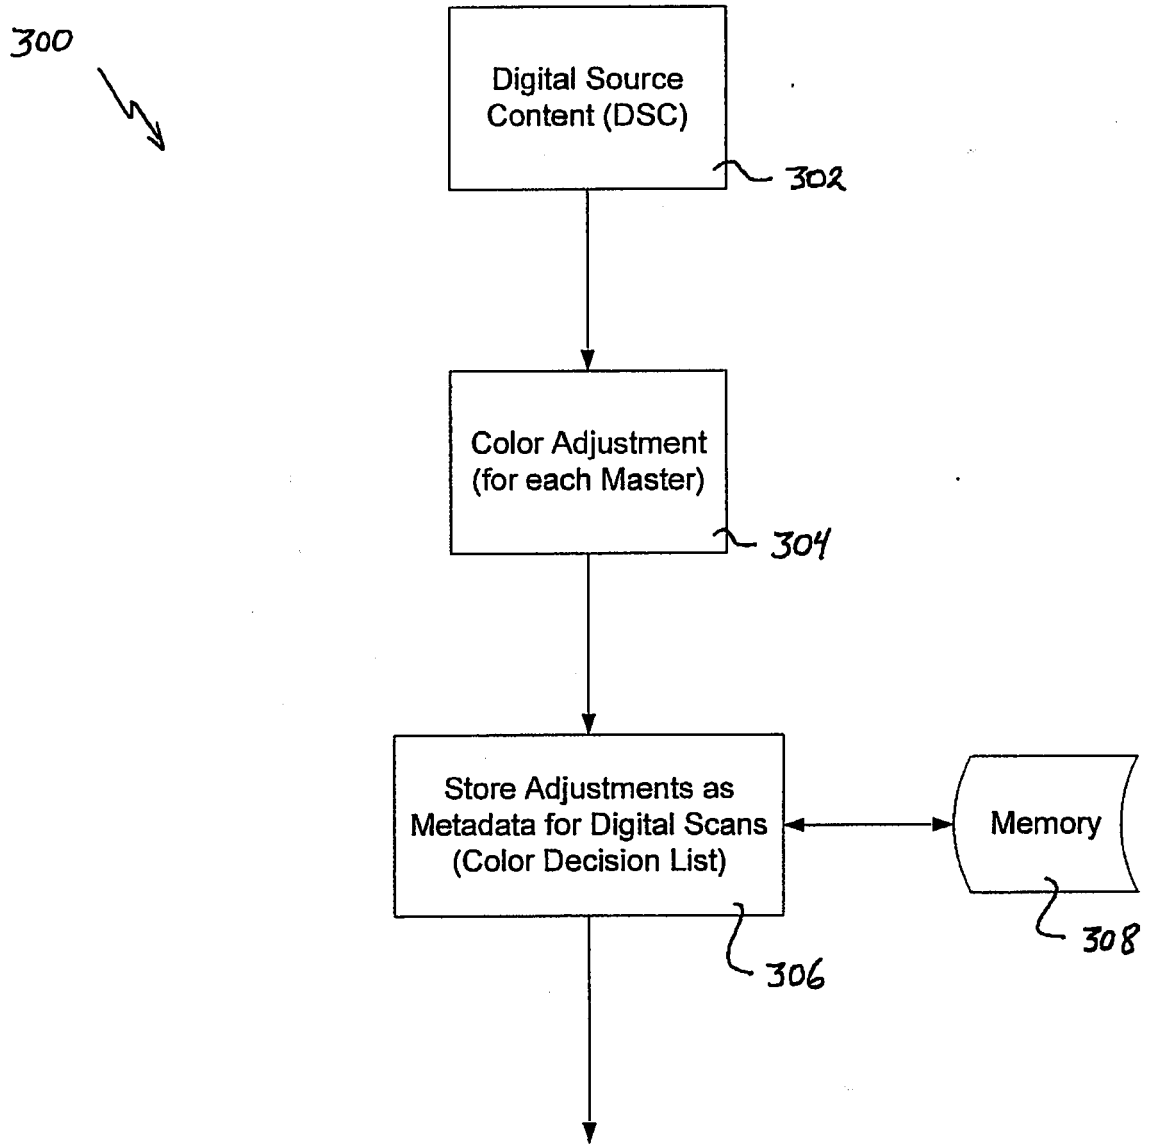 300
Digital Source
Content (DSC)
302
Color Adjustment
(for each Master)
304
Store Adjustments as
Metadata for Digital Scans
(Color Decision List)
306
Memory
308